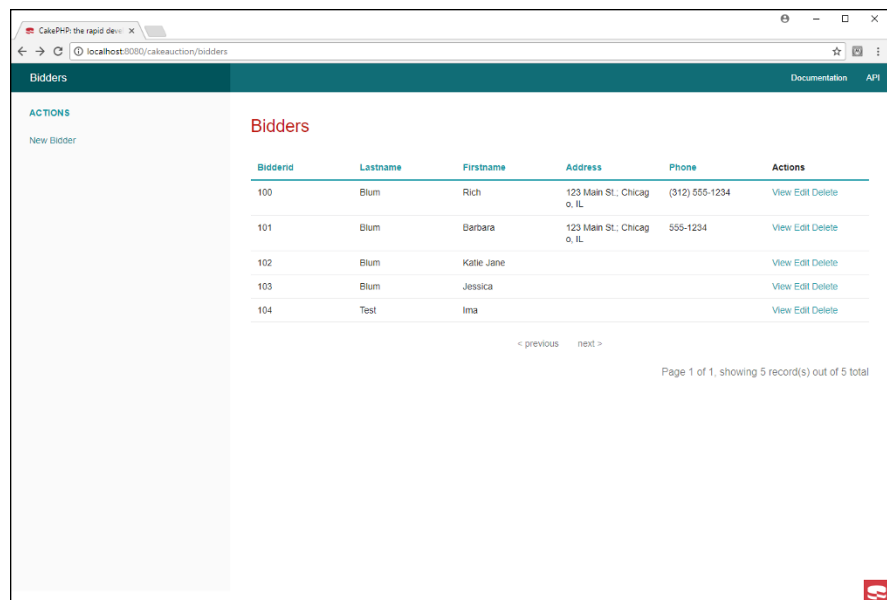 CakePHP: the rapid deve
localhost:8080/cakeauction/bidders
Bidders Documentation API
ACTIONS
New Bidder
Bidders
Bidderid Lastname Firstname Address Phone Actions
100 Blum Rich 123 Main St.; Chicag (312) 555-1234 View Edit Delete
o, IL
101 Blum Barbara 123 Main St.; Chicag 555-1234 View Edit Delete
o, IL
102 Blum Katie Jane View Edit Delete
103 Blum Jessica View Edit Delete
104 Test Ima View Edit Delete
< previous next >
Page 1 of 1, showing 5 record(s) out of 5 total